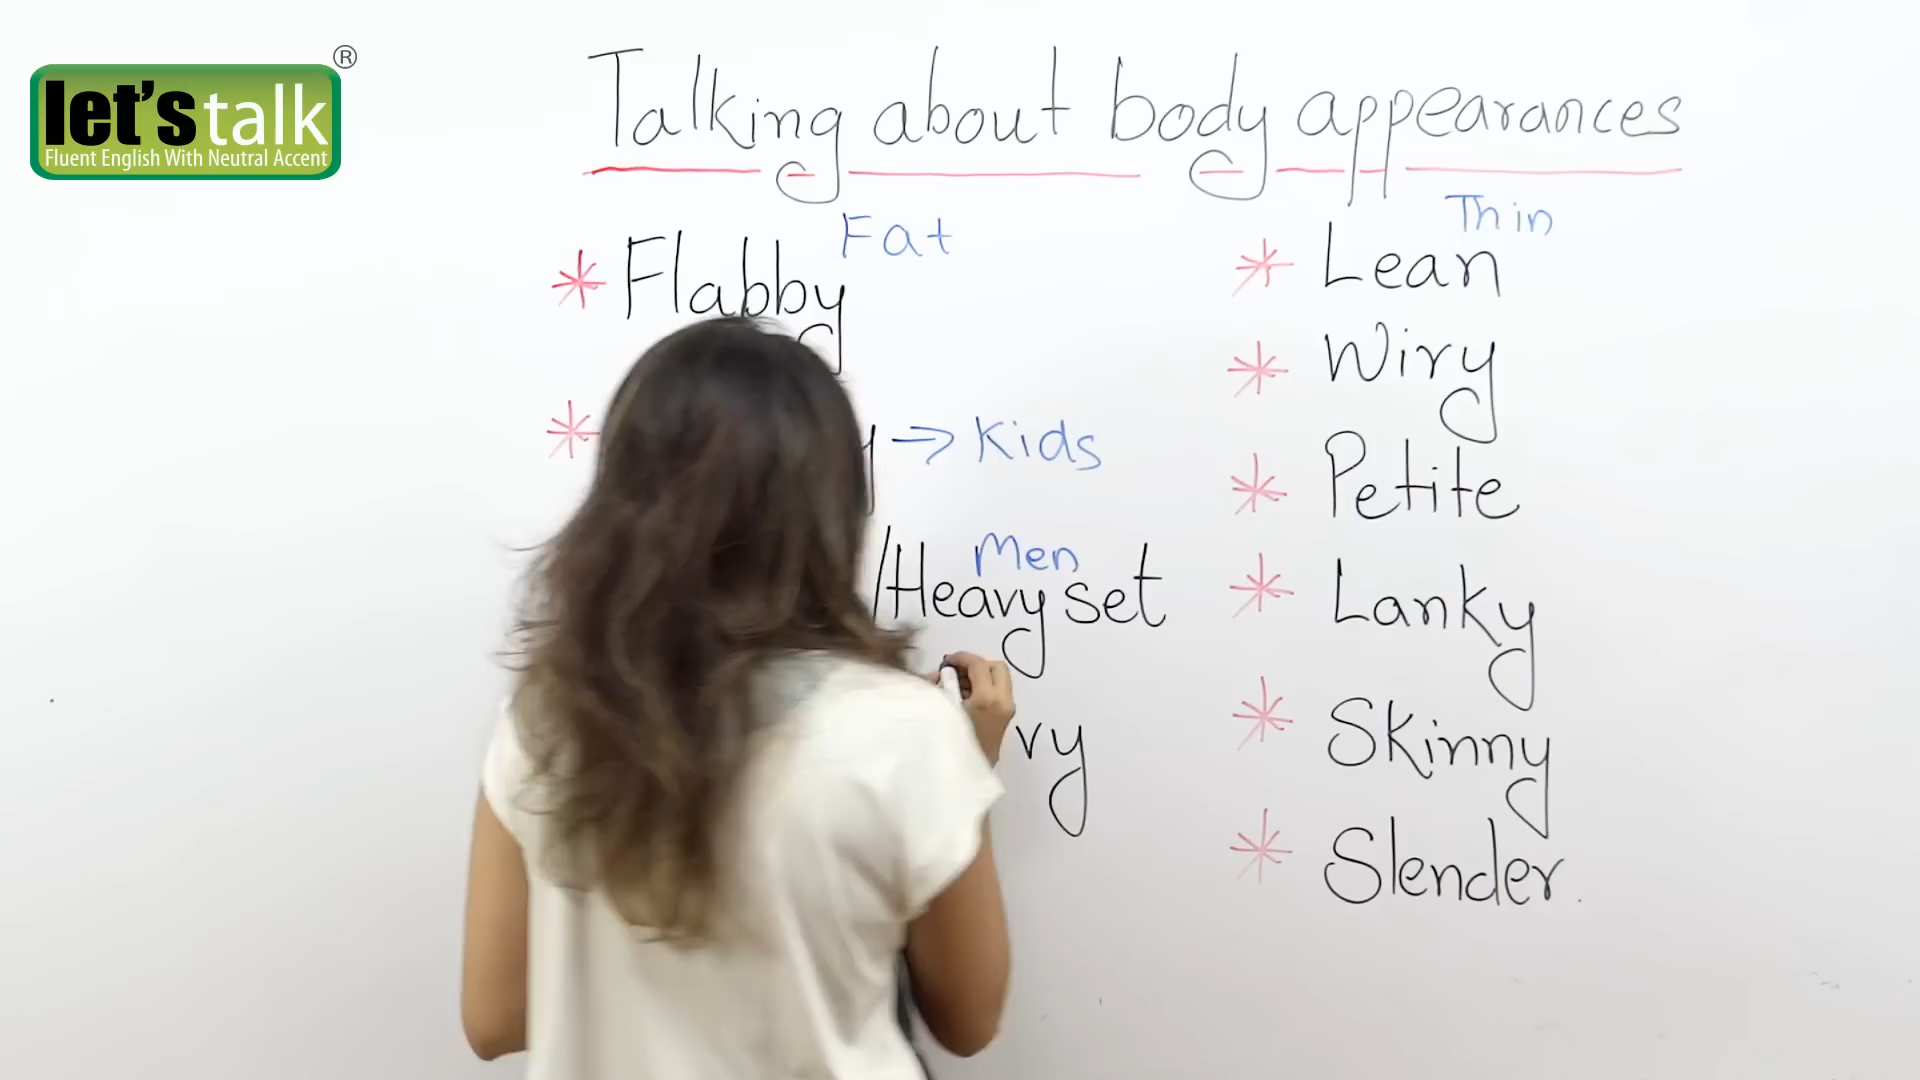 let's talk ®
Fluent English With Neutral Accent
Talking about body appearances
Fat
Flabby
→ Kids
Men
/Heavy set
Thin
Lean
Wiry
Petite
Lanky
Skinny
Slender